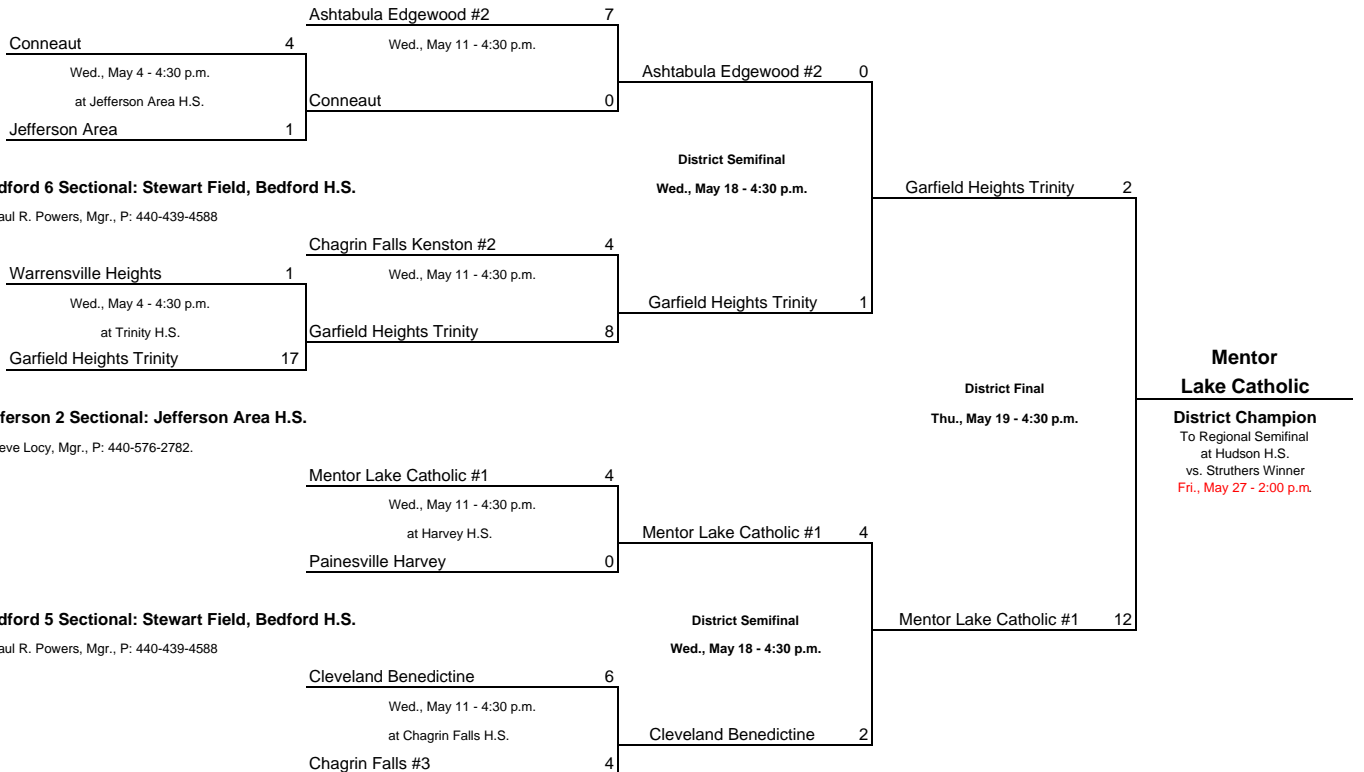 Ashtabula Edgewood #2 7
Conneaut 4
Wed., May 11 - 4:30 p.m.
Wed., May 4 - 4:30 p.m.
Ashtabula Edgewood #2 0
at Jefferson Area H.S.
Conneaut 0
Jefferson Area 1
District Semifinal
6 Sectional: Stewart Field, Bedford H.S.
Wed., May 18 - 4:30 p.m.
Garfield Heights Trinity 2
R. Powers, Mgr., P: 440-439-4588
Chagrin Falls Kenston #2 4
Warrensville Heights 1
Wed., May 11 - 4:30 p.m.
Wed., May 4 - 4:30 p.m.
Garfield Heights Trinity 1
at Trinity H.S.
Garfield Heights Trinity 8
Garfield Heights Trinity 17
Mentor
Lake Catholic
District Final
District Champion
Thu., May 19 - 4:30 p.m.
2 Sectional: Jefferson Area H.S.
To Regional Semifinal
at Hudson H.S.
vs. Struthers Winner
Fri., May 27 - 2:00 p.m.
Locy, Mgr., P: 440-576-2782.
Mentor Lake Catholic #1 4
Wed., May 11 - 4:30 p.m.
at Harvey H.S.
Mentor Lake Catholic #1 4
Painesville Harvey 0
5 Sectional: Stewart Field, Bedford H.S.
District Semifinal
Mentor Lake Catholic #1 12
R. Powers, Mgr., P: 440-439-4588
Wed., May 18 - 4:30 p.m.
Cleveland Benedictine 6
Wed., May 11 - 4:30 p.m.
at Chagrin Falls H.S.
Cleveland Benedictine 2
Chagrin Falls #3 4